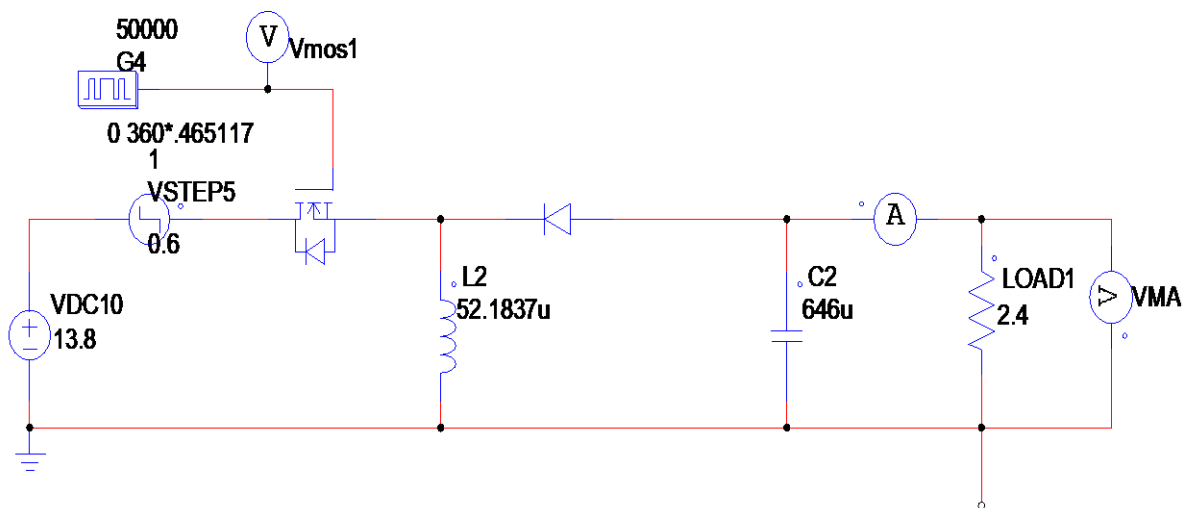 50000
G4
V
Vmos1
0 360*.465117
1
VSTEP5
0.6
A
VDC10
13.8
L2
52.1837u
C2
646u
LOAD1
2.4
V
VMA